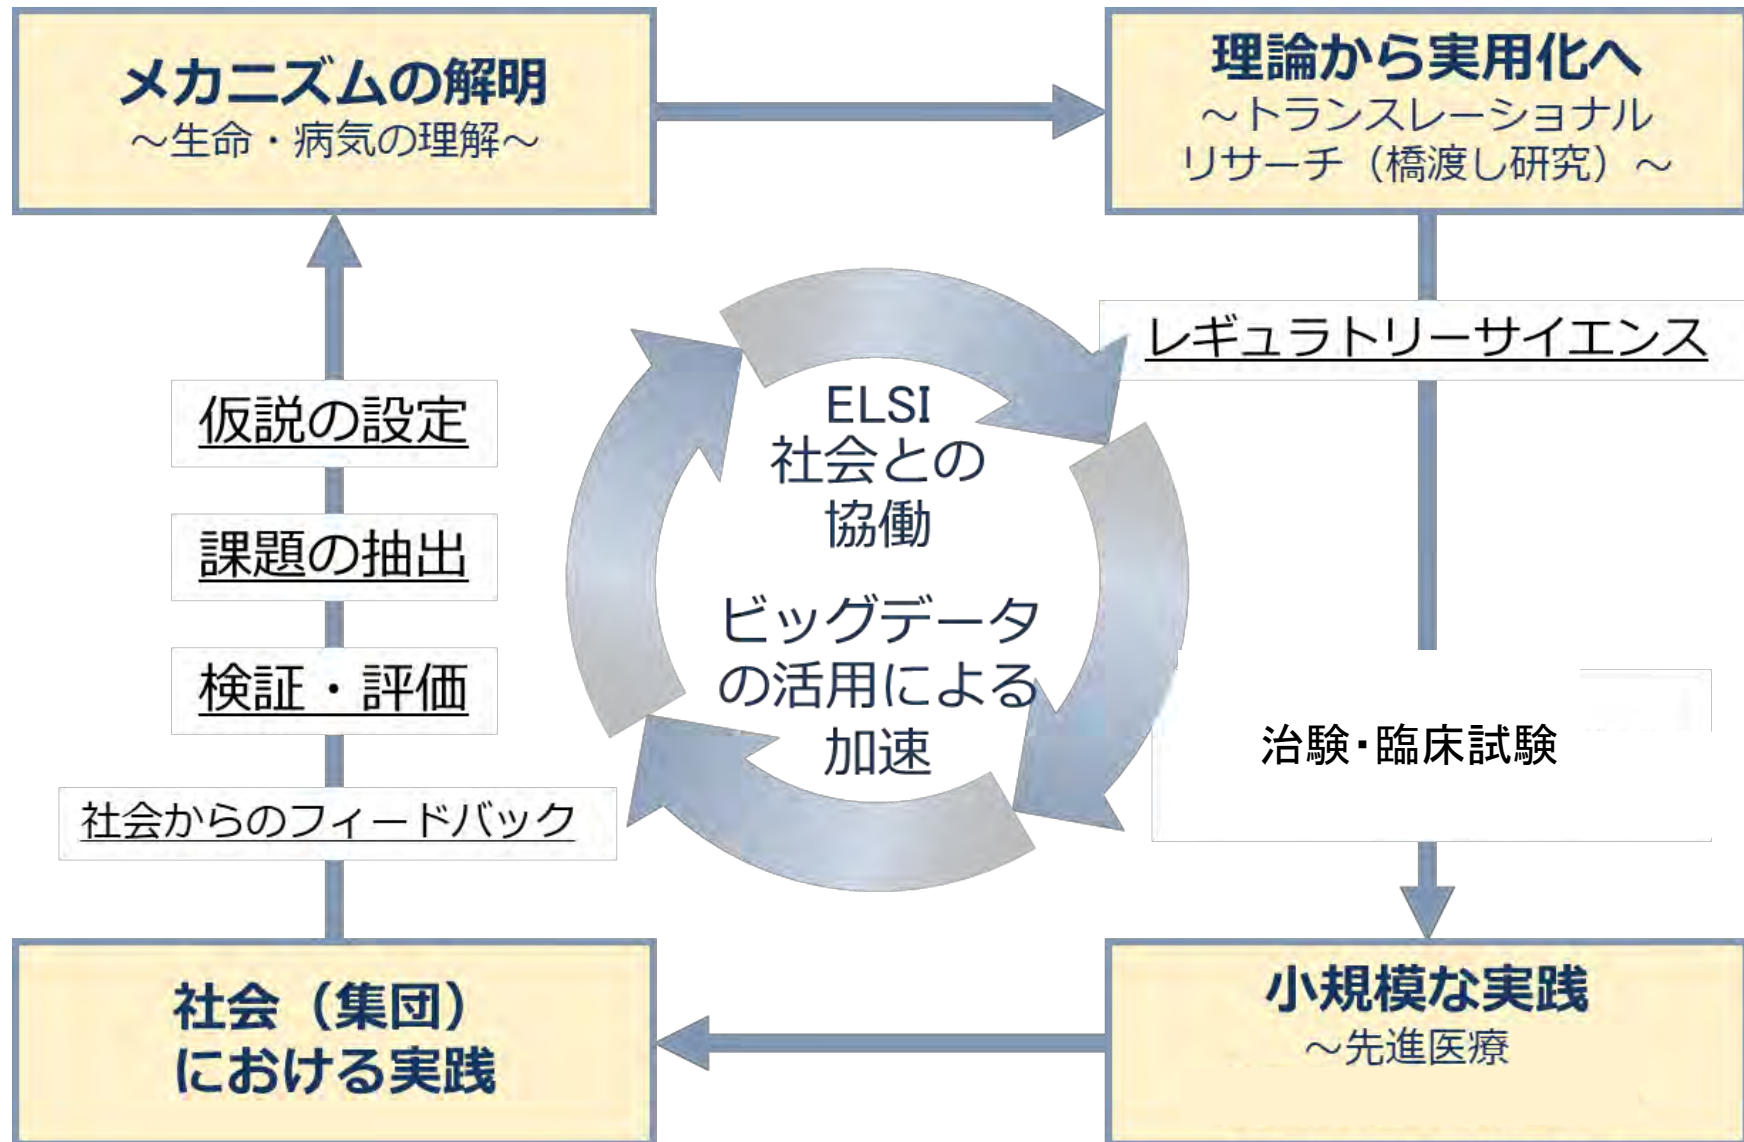 メカニズムの解明
~生命・病気の理解~
理論から実用化へ
~トランスレーショナル
リサーチ(橋渡し研究)~
レギュラトリーサイエンス
仮説の設定
課題の抽出
検証・評価
社会からのフィードバック
ELSI
社会との
協働
ビッグデータ
の活用による
加速
治験・臨床試験
社会(集団)
における実践
小規模な実践
~先進医療